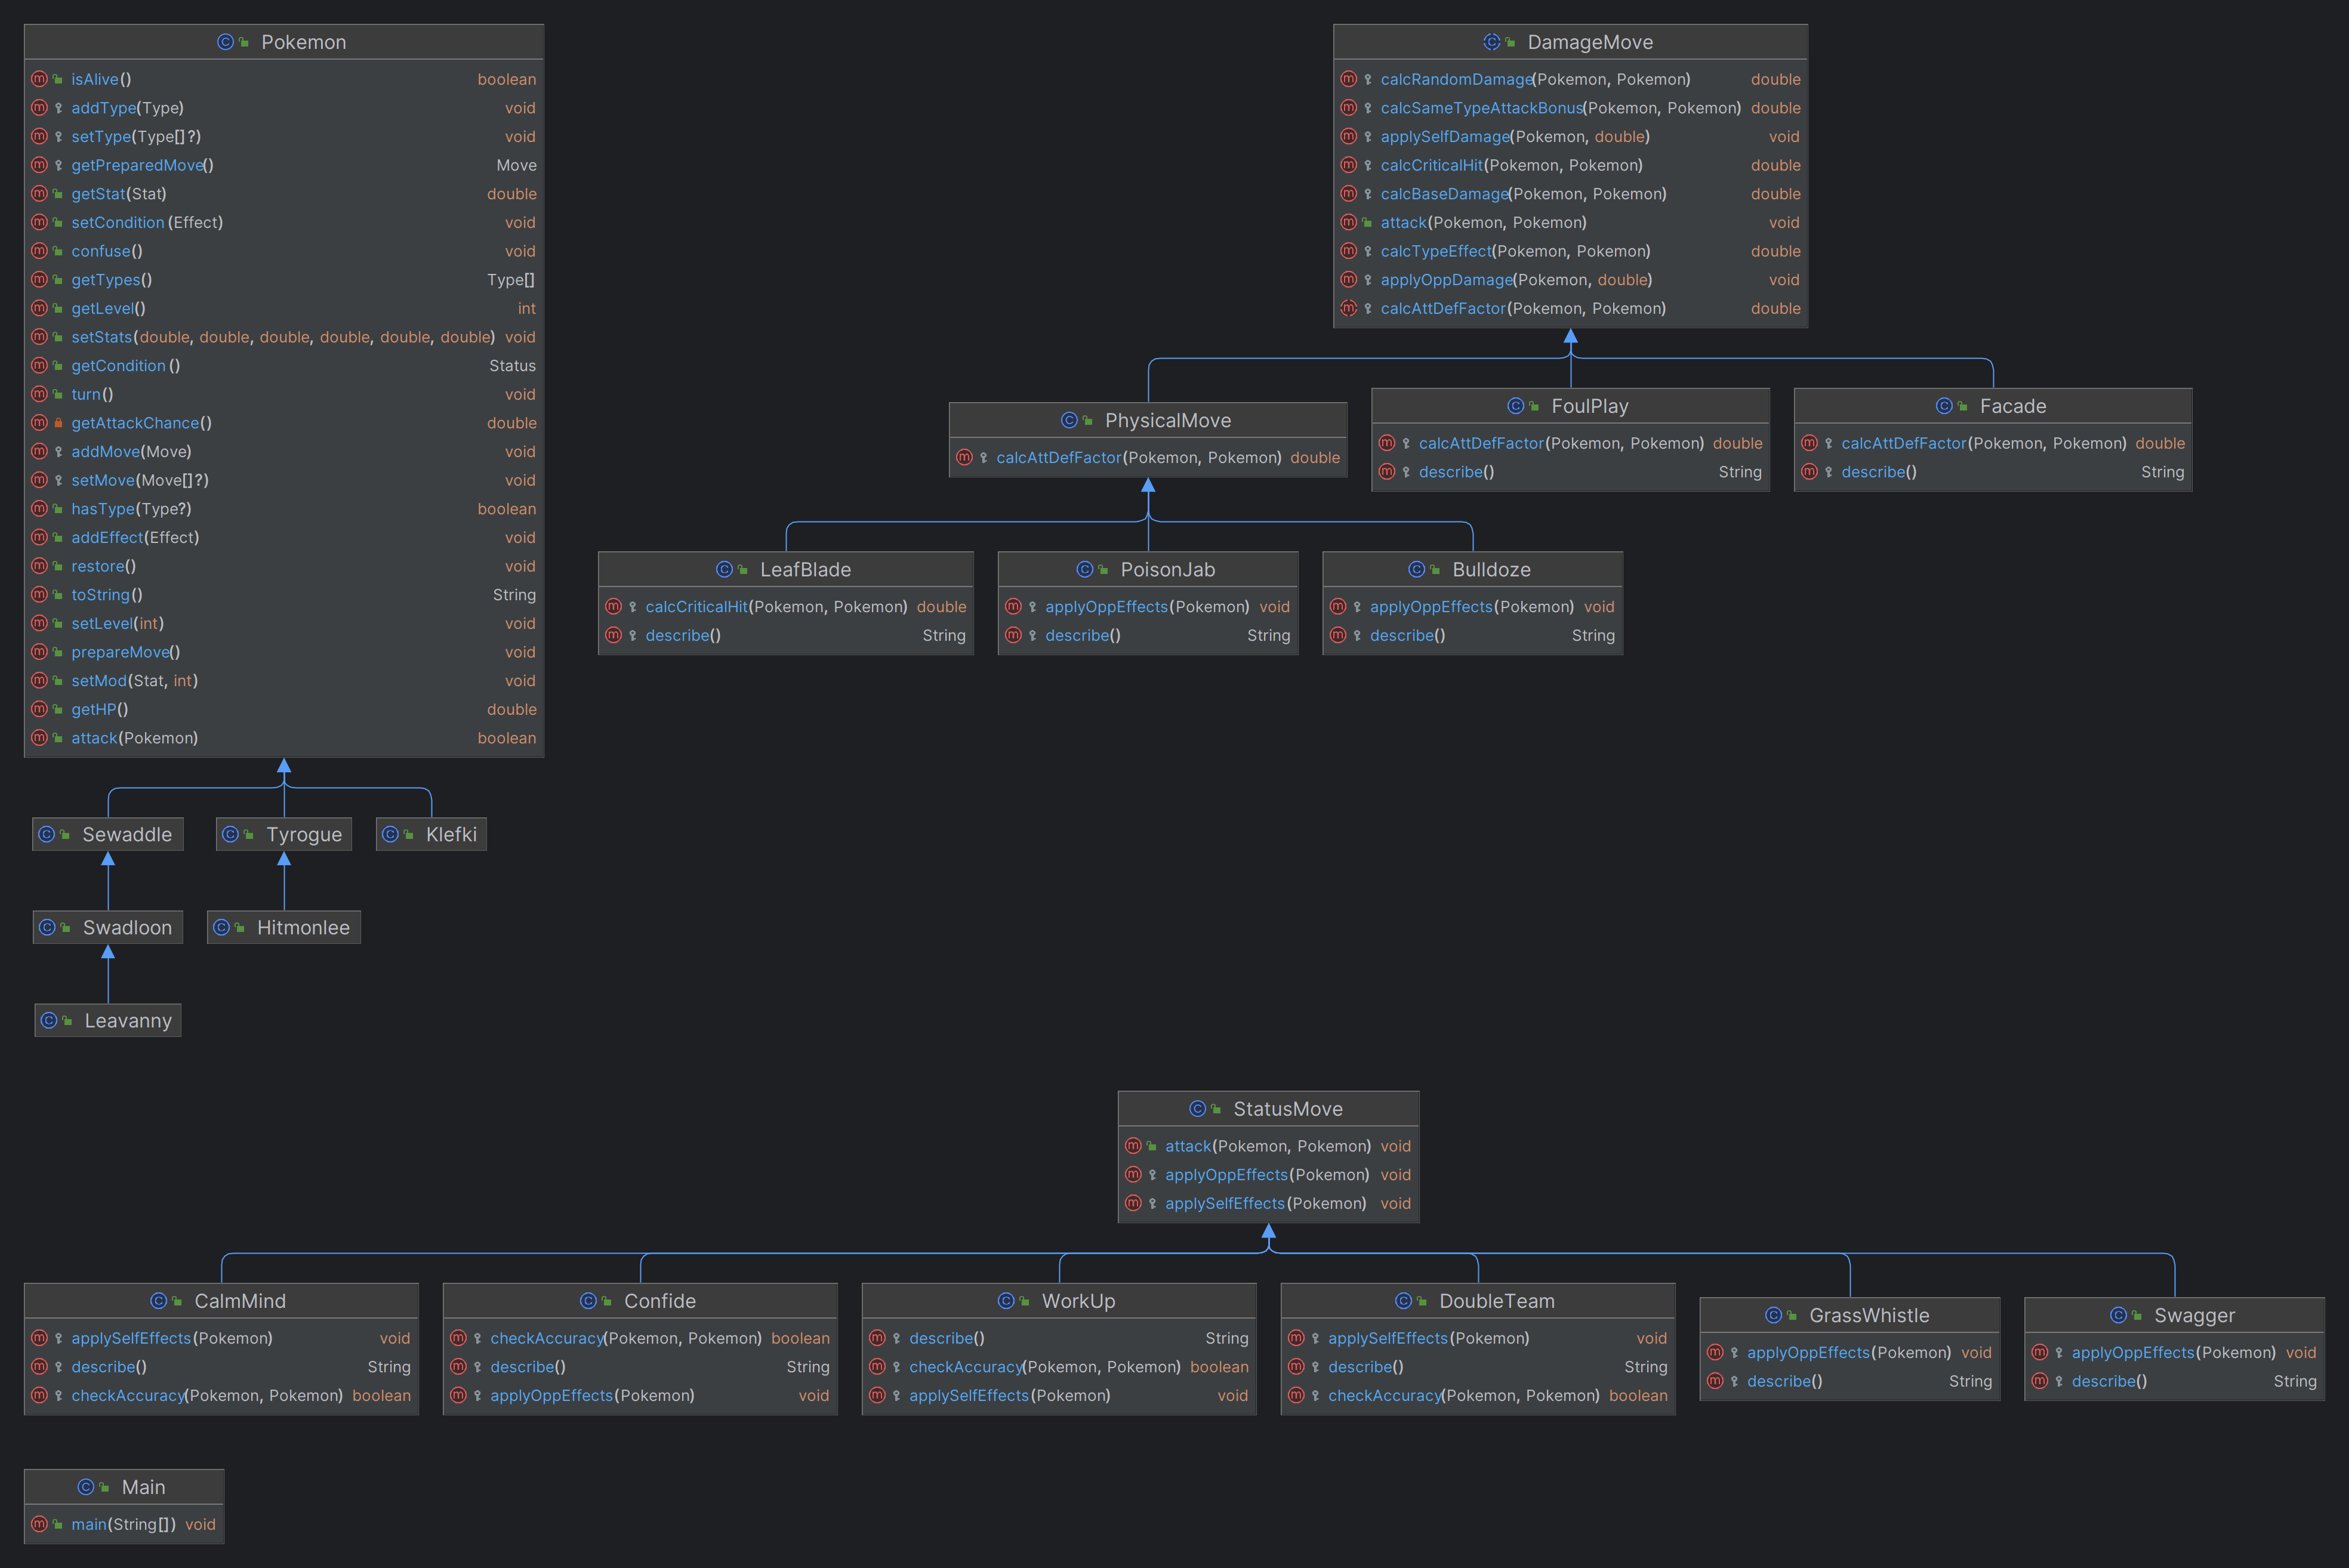 Pokemon
isAlive() boolean
addType(Type) void
setType(Type[]?) void
getPreparedMove() Move
getStat(Stat) double
setCondition(Effect) void
confuse() void
getTypes() Type[]
getLevel() int
setStats(double, double, double, double, double, double) void
getCondition() Status
turn() void
getAttackChance() double
addMove(Move) void
setMove(Move[]?) void
hasType(Type?) boolean
addEffect(Effect) void
restore() void
toString() String
setLevel(int) void
prepareMove() void
setMod(Stat, int) void
getHP() double
attack(Pokemon) boolean
DamageMove
calcRandomDamage(Pokemon, Pokemon) double
calcSameTypeAttackBonus(Pokemon, Pokemon) double
applySelfDamage(Pokemon, double) void
calcCriticalHit(Pokemon, Pokemon) double
calcBaseDamage(Pokemon, Pokemon) double
attack(Pokemon, Pokemon) void
calcTypeEffect(Pokemon, Pokemon) double
applyOppDamage(Pokemon, double) void
calcAttDefFactor(Pokemon, Pokemon) double
PhysicalMove
calcAttDefFactor(Pokemon, Pokemon) double
FoulPlay
calcAttDefFactor(Pokemon, Pokemon) double
describe() String
Facade
calcAttDefFactor(Pokemon, Pokemon) double
describe() String
LeafBlade
calcCriticalHit(Pokemon, Pokemon) double
describe() String
PoisonJab
applyOppEffects(Pokemon) void
describe() String
Bulldoze
applyOppEffects(Pokemon) void
describe() String
Sewaddle
Tyrogue
Klefki
Swadloon
Hitmonlee
Leavanny
StatusMove
attack(Pokemon, Pokemon) void
applyOppEffects(Pokemon) void
applySelfEffects(Pokemon) void
CalmMind
applySelfEffects(Pokemon) void
describe() String
checkAccuracy(Pokemon, Pokemon) boolean
Confide
checkAccuracy(Pokemon, Pokemon) boolean
describe() String
applyOppEffects(Pokemon) void
WorkUp
describe() String
checkAccuracy(Pokemon, Pokemon) boolean
applySelfEffects(Pokemon) void
DoubleTeam
applySelfEffects(Pokemon) void
describe() String
checkAccuracy(Pokemon, Pokemon) boolean
GrassWhistle
applyOppEffects(Pokemon) void
describe() String
Swagger
applyOppEffects(Pokemon) void
describe() String
Main
main(String[]) void